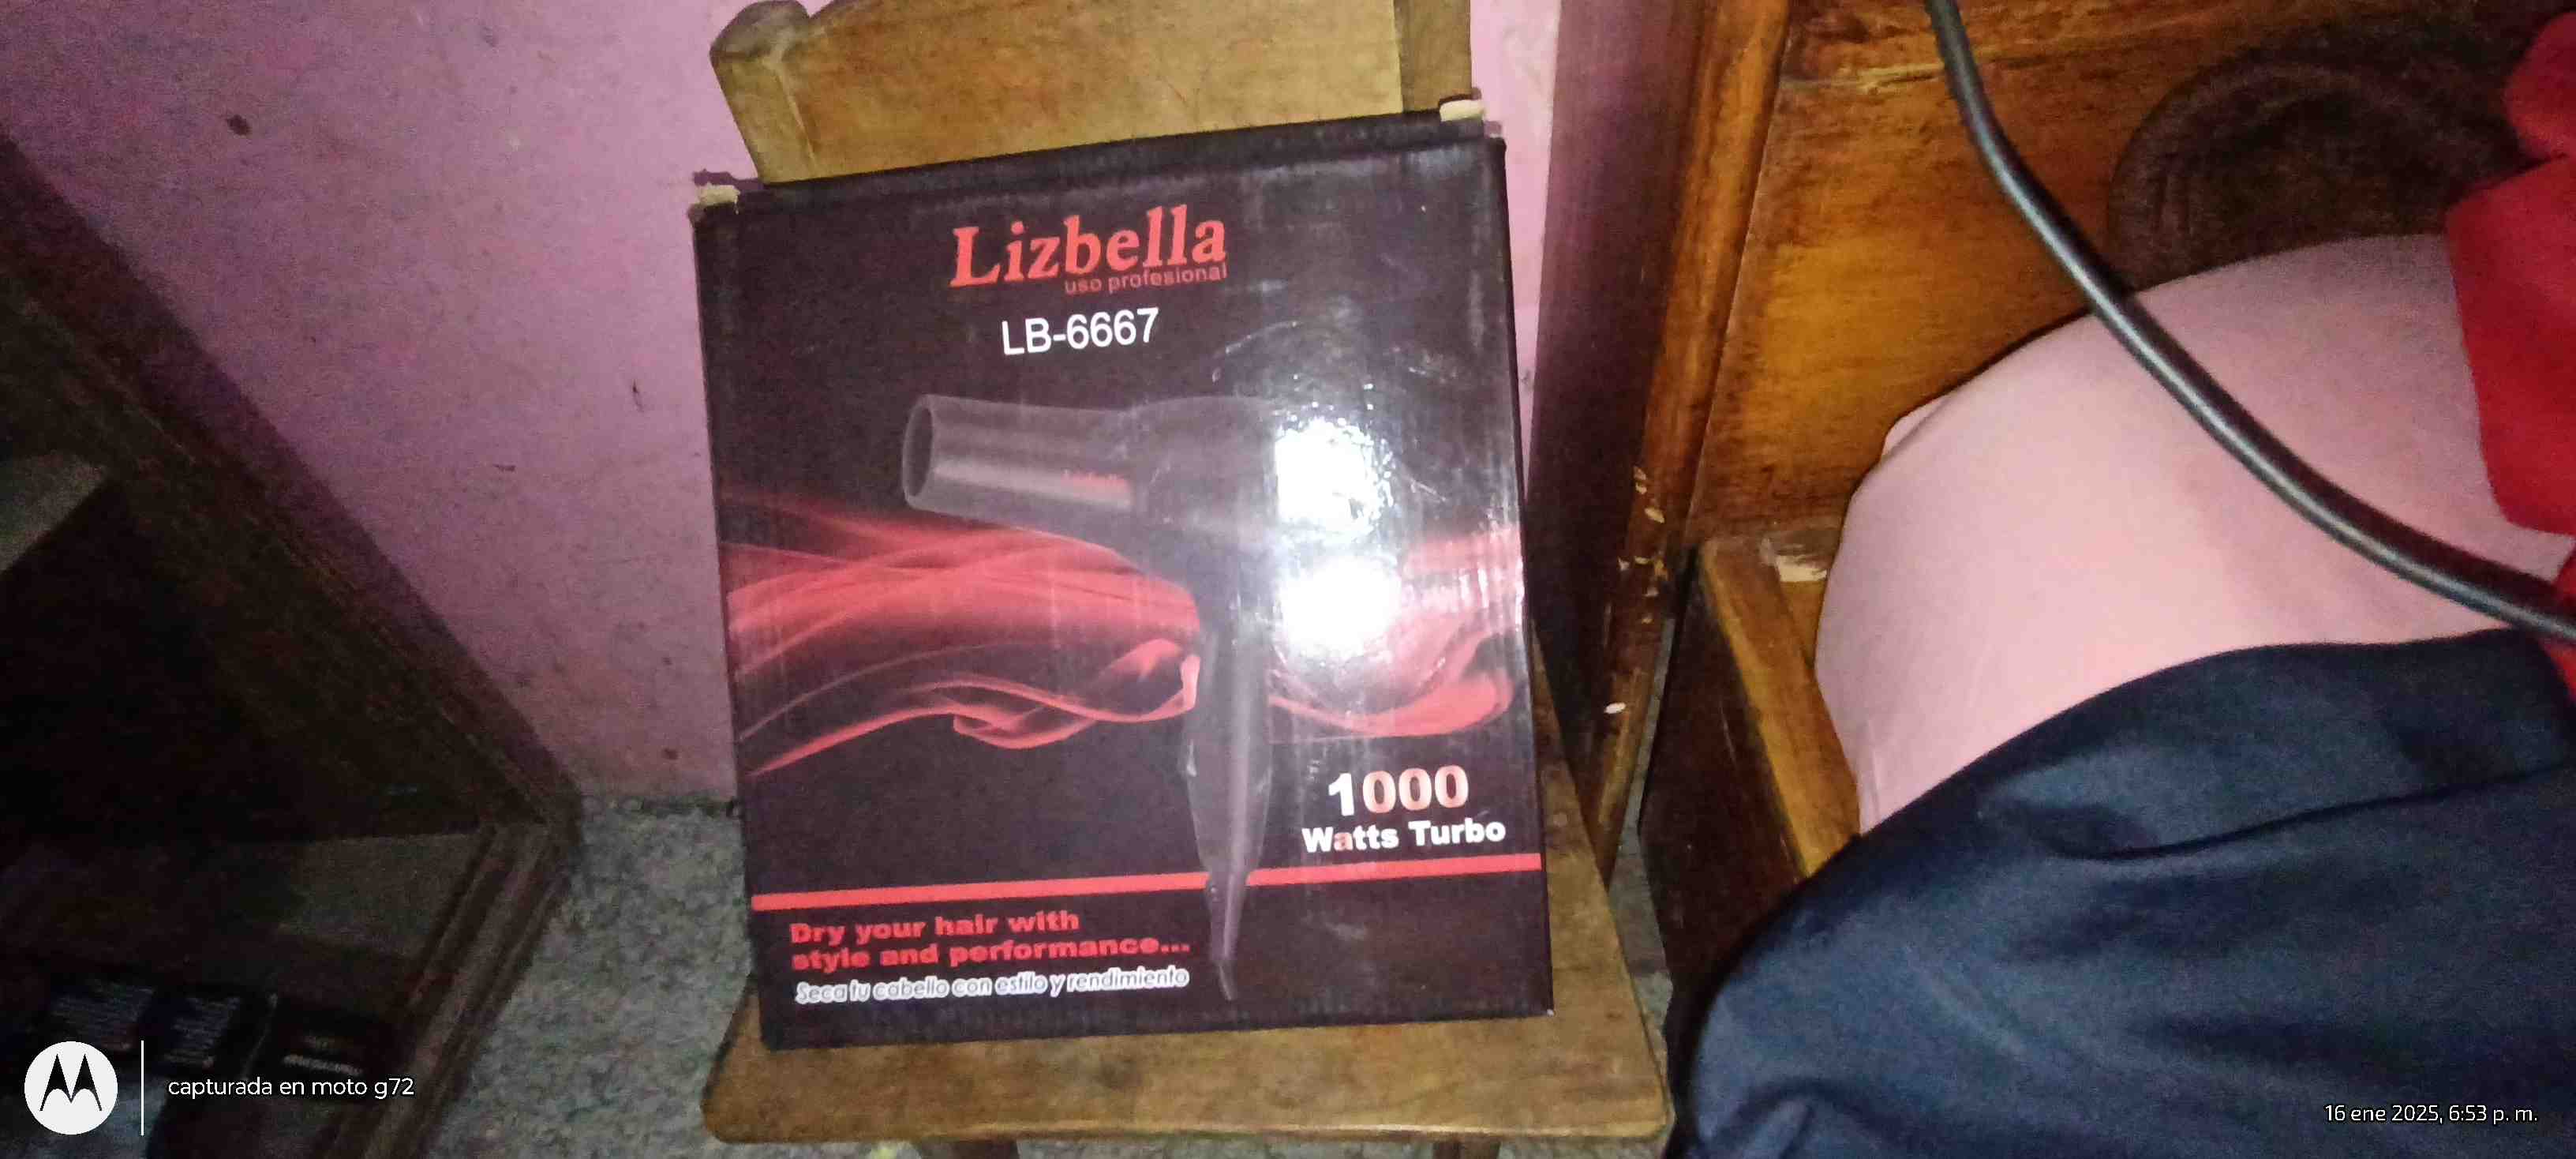 Lizbella
uso profesional
LB-6667
1000
Watts Turbo
Dry your hair with
style and performance...
Seca tu cabello con estilo y rendimiento
capturada en moto g72
16 ene 2025, 6:53 p. m.